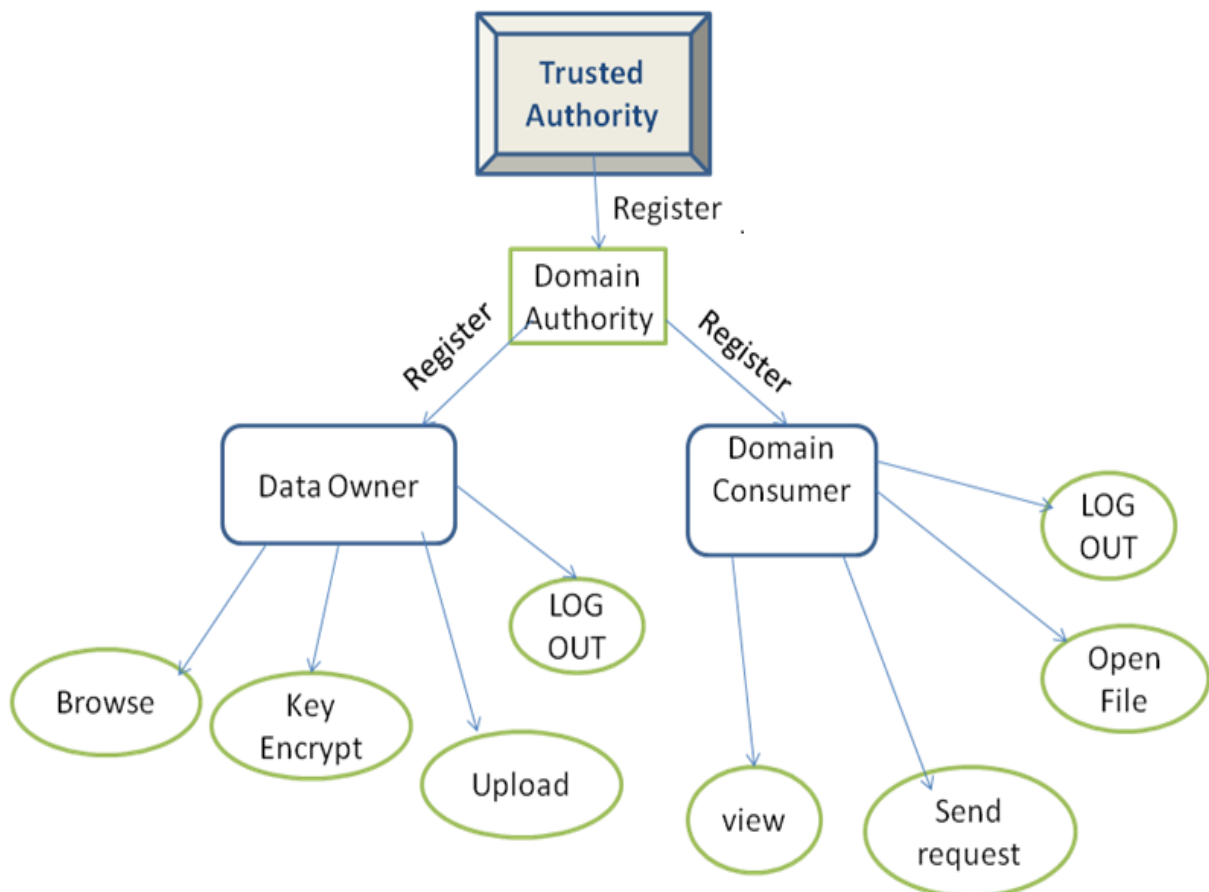 Trusted
Authority
Register
.
Domain
Authority
Register
Register
Data Owner
Domain
Consumer
LOG
OUT
LOG
OUT
Browse
Key
Encrypt
Upload
Open
File
view
Send
request